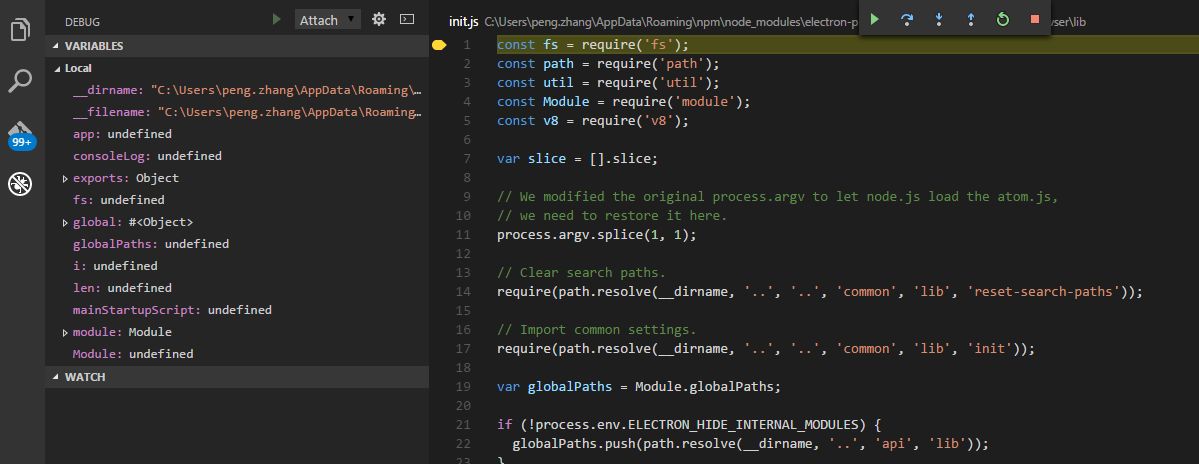 DEBUG
Attach
VARIABLES
Local
__dirname: "C:\Users\peng.zhang\AppData\Roaming\…
__filename: "C:\Users\peng.zhang\AppData\Roaming…
app: undefined
consoleLog: undefined
exports: Object
fs: undefined
global: #<Object>
globalPaths: undefined
i: undefined
len: undefined
mainStartupScript: undefined
module: Module
Module: undefined
WATCH
99+
init.js C:\Users\peng.zhang\AppData\Roaming\npm\node_modules\electron-p wser\lib
1 const fs = require('fs');
2 const path = require('path');
3 const util = require('util');
4 const Module = require('module');
5 const v8 = require('v8');
6
7 var slice = [].slice;
8
9 // We modified the original process.argv to let node.js load the atom.js,
10 // we need to restore it here.
11 process.argv.splice(1, 1);
12
13 // Clear search paths.
14 require(path.resolve(__dirname, '..', '..', 'common', 'lib', 'reset-search-paths'));
15
16 // Import common settings.
17 require(path.resolve(__dirname, '..', '..', 'common', 'lib', 'init'));
18
19 var globalPaths = Module.globalPaths;
20
21 if (!process.env.ELECTRON_HIDE_INTERNAL_MODULES) {
22 globalPaths.push(path.resolve(__dirname, '..', 'api', 'lib'));
23 }